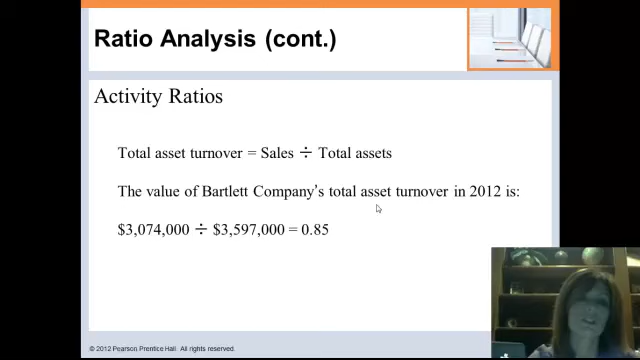 Ratio Analysis (cont.)
Activity Ratios
Total asset turnover = Sales ÷ Total assets
The value of Bartlett Company’s total asset turnover in 2012 is:
$3,074,000 ÷ $3,597,000 = 0.85
© 2012 Pearson Prentice Hall. All rights reserved.